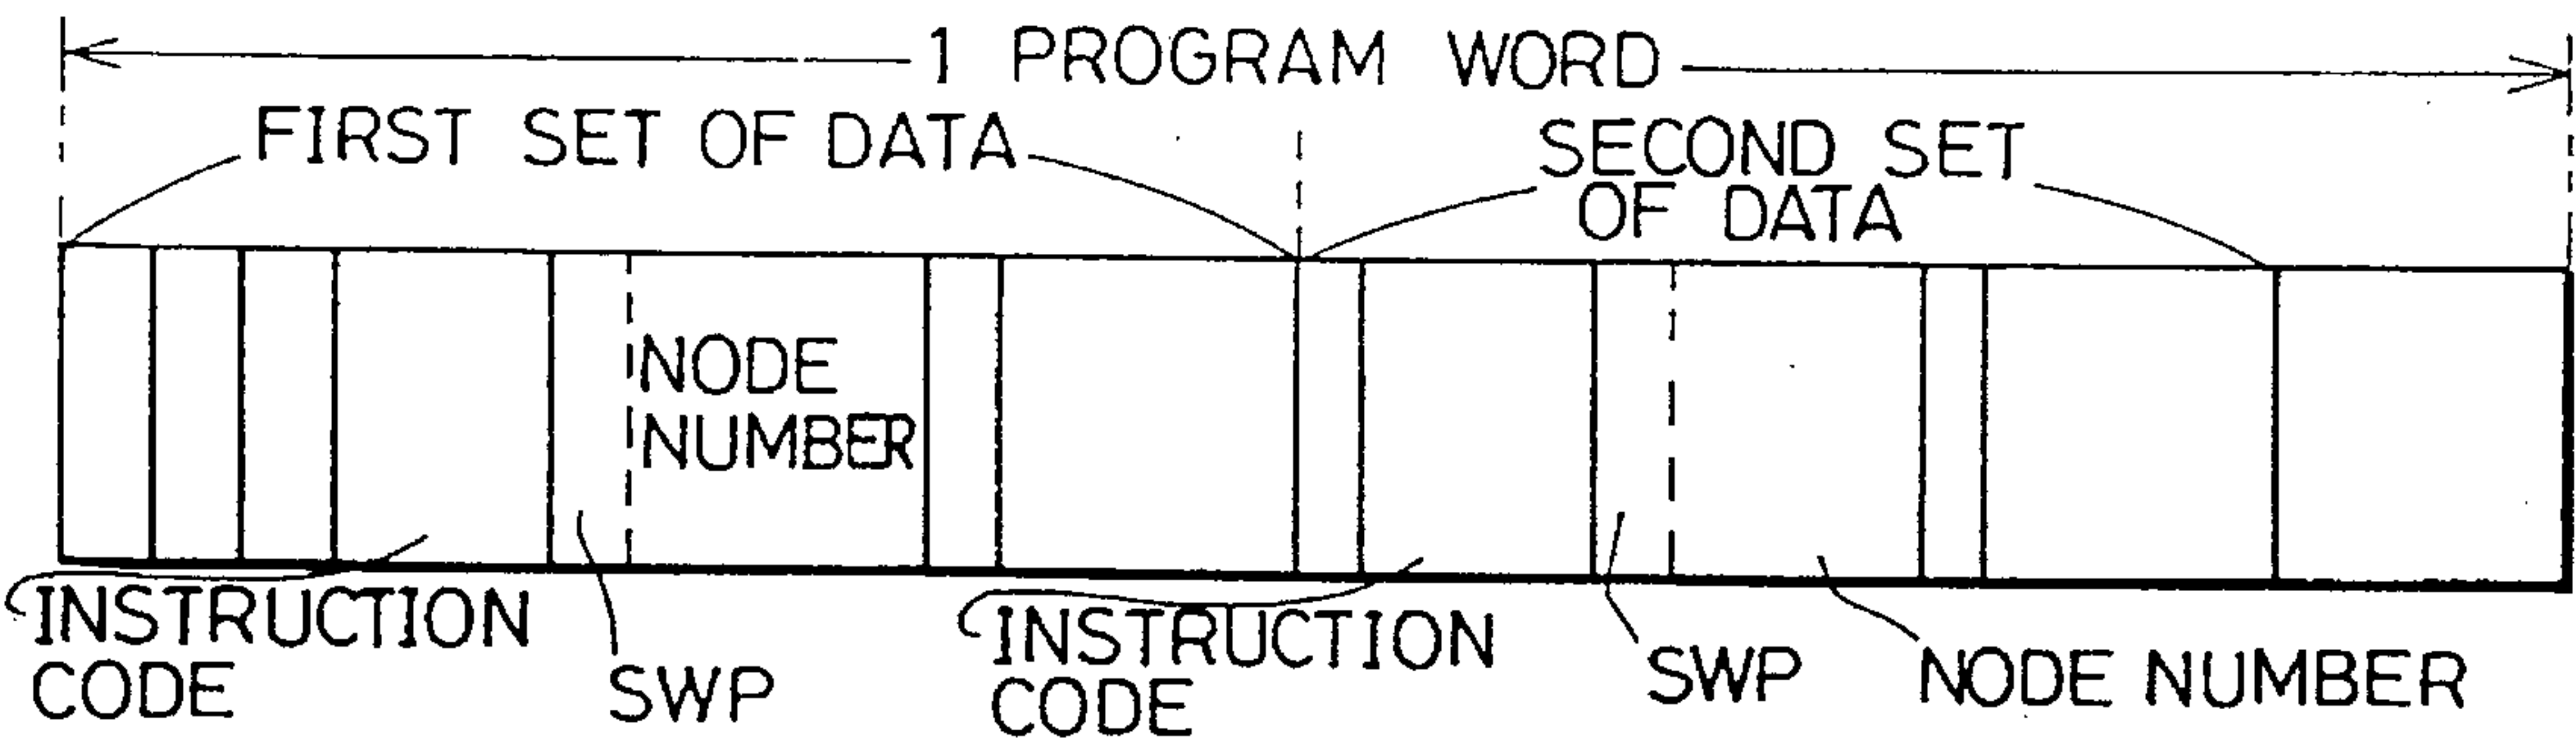 1 PROGRAM WORD
FIRST SET OF DATA
SECOND SET
OF DATA
NODE
NUMBER
INSTRUCTION
CODE
SWP
INSTRUCTION
CODE
SWP
NODE NUMBER